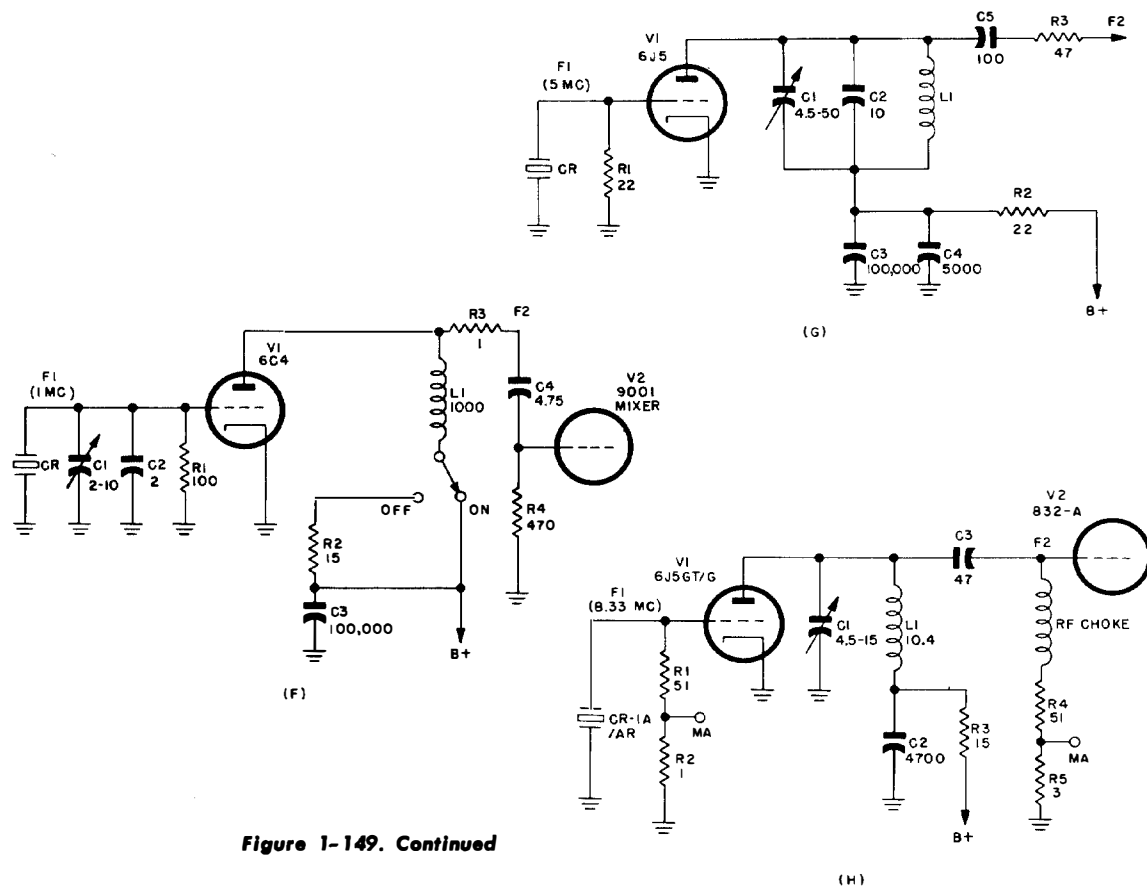 V1
6J5
F1
(5 MC)
CR
R1
22
C1
4.5-50
C2
10
L1
C5
100
R3
47
F2
R2
22
C3
100,000
C4
5000
B+
(G)
V1
6C4
F1
(1 MC)
CR
C1
2-10
C2
2
R1
100
R3
1
F2
L1
1000
C4
4.75
V2
9001
MIXER
OFF
ON
R2
15
R4
470
C3
100,000
B+
(F)
V1
6J5GT/G
F1
(8.33 MC)
CR-1A
/AR
R1
51
MA
R2
1
C1
4.5-15
L1
10.4
C2
4700
R3
15
B+
C3
47
F2
V2
832-A
RF CHOKE
R4
51
MA
R5
3
(H)
Figure 1-149. Continued